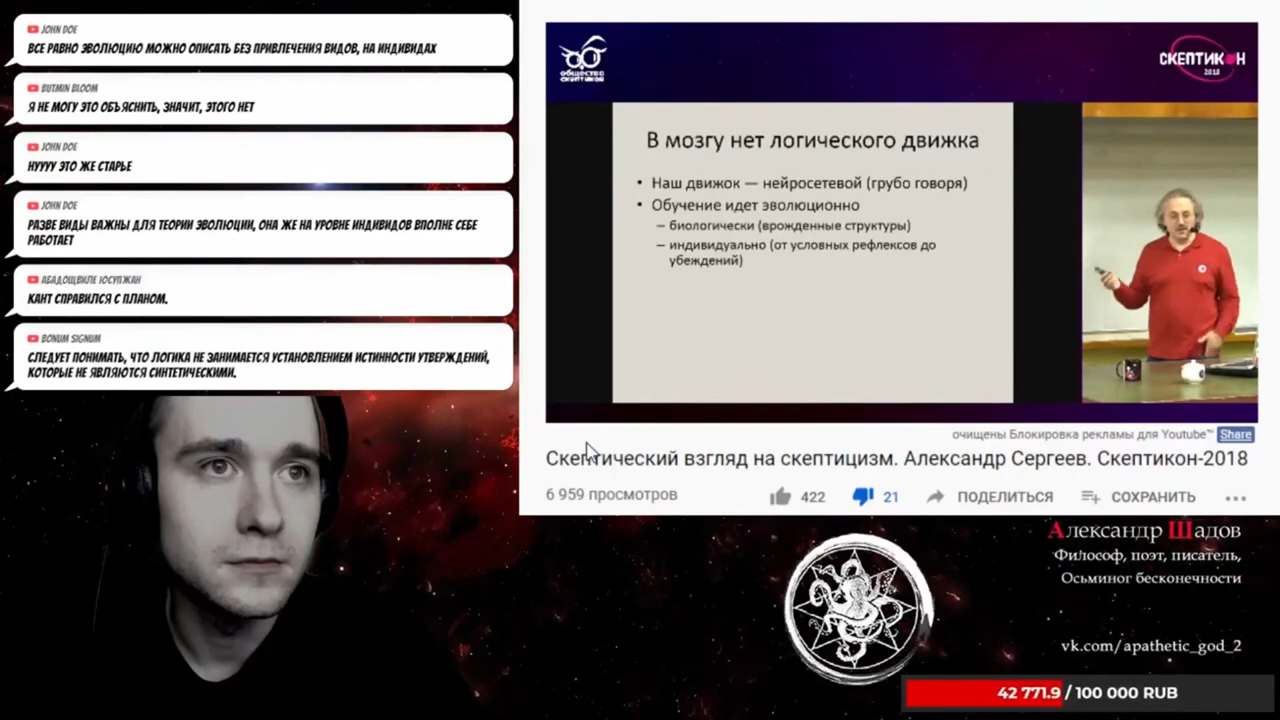 JOHN DOE
ВСЕ РАВНО ЭВОЛЮЦИЮ МОЖНО ОПИСАТЬ БЕЗ ПРИВЛЕЧЕНИЯ ВИДОВ, НА ИНДИВИДАХ
BUTMIN BLOOM
Я НЕ МОГУ ЭТО ОБЪЯСНИТЬ, ЗНАЧИТ, ЭТОГО НЕТ
JOHN DOE
НУУУУ ЭТО ЖЕ СТАРЬЕ
JOHN DOE
РАЗВЕ ВИДЫ ВАЖНЫ ДЛЯ ТЕОРИИ ЭВОЛЮЦИИ, ОНА ЖЕ НА УРОВНЕ ИНДИВИДОВ ВПОЛНЕ СЕБЕ
РАБОТАЕТ
АБАДОЩВИЛЕ ЮСУПЖАН
КАНТ СПРАВИЛСЯ С ПЛАНОМ.
BONUM SIGNUM
СЛЕДУЕТ ПОНИМАТЬ, ЧТО ЛОГИКА НЕ ЗАНИМАЕТСЯ УСТАНОВЛЕНИЕМ ИСТИННОСТИ УТВЕРЖДЕНИЙ,
КОТОРЫЕ НЕ ЯВЛЯЮТСЯ СИНТЕТИЧЕСКИМИ.
общество
скептиков
СКЕПТИКОН
2018
В мозгу нет логического движка
• Наш движок — нейросетевой (грубо говоря)
• Обучение идет эволюционно
– биологически (врожденные структуры)
– индивидуально (от условных рефлексов до
убеждений)
очищены Блокировка рекламы для Youtube™ Share
Скептический взгляд на скептицизм. Александр Сергеев. Скептикон-2018
6 959 просмотров
422
21
ПОДЕЛИТЬСЯ
СОХРАНИТЬ
Александр Шадов
Философ, поэт, писатель,
Осьминог бесконечности
vk.com/apathetic_god_2
42 771.9 / 100 000 RUB